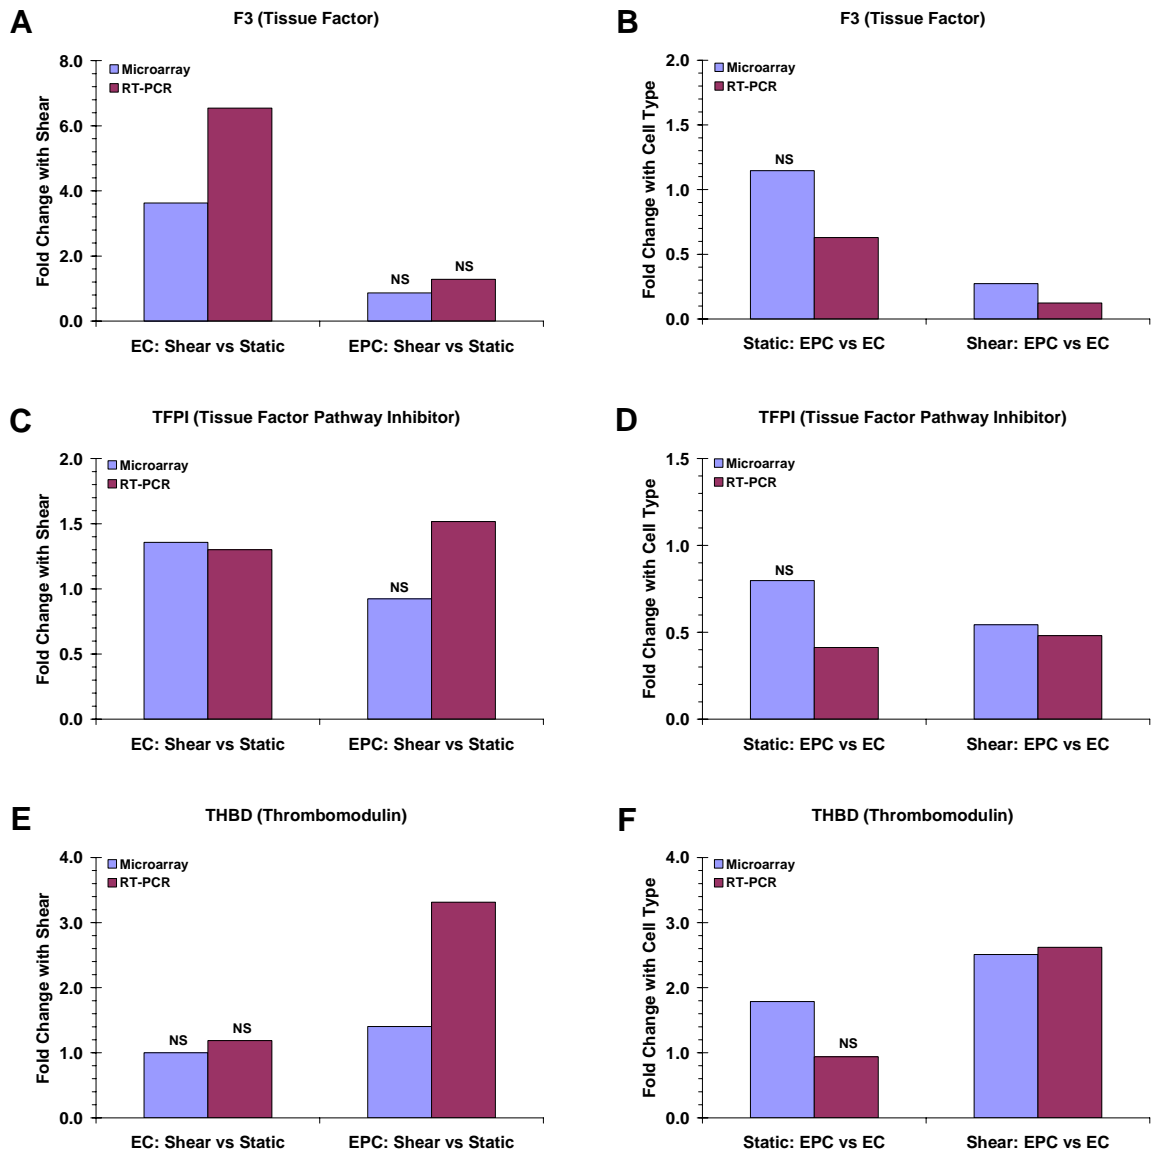 A
F3 (Tissue Factor)
Fold Change with Shear
8.0
6.0
4.0
2.0
0.0
Microarray
RT-PCR
NS
NS
EC: Shear vs Static
EPC: Shear vs Static
B
F3 (Tissue Factor)
Fold Change with Cell Type
2.0
1.5
1.0
0.5
0.0
Microarray
RT-PCR
NS
Static: EPC vs EC
Shear: EPC vs EC
C
TFPI (Tissue Factor Pathway Inhibitor)
Fold Change with Shear
2.0
1.5
1.0
0.5
0.0
Microarray
RT-PCR
NS
EC: Shear vs Static
EPC: Shear vs Static
D
TFPI (Tissue Factor Pathway Inhibitor)
Fold Change with Cell Type
1.5
1.0
0.5
0.0
Microarray
RT-PCR
NS
Static: EPC vs EC
Shear: EPC vs EC
E
THBD (Thrombomodulin)
Fold Change with Shear
4.0
3.0
2.0
1.0
0.0
Microarray
RT-PCR
NS
NS
EC: Shear vs Static
EPC: Shear vs Static
F
THBD (Thrombomodulin)
Fold Change with Cell Type
4.0
3.0
2.0
1.0
0.0
Microarray
RT-PCR
NS
Static: EPC vs EC
Shear: EPC vs EC